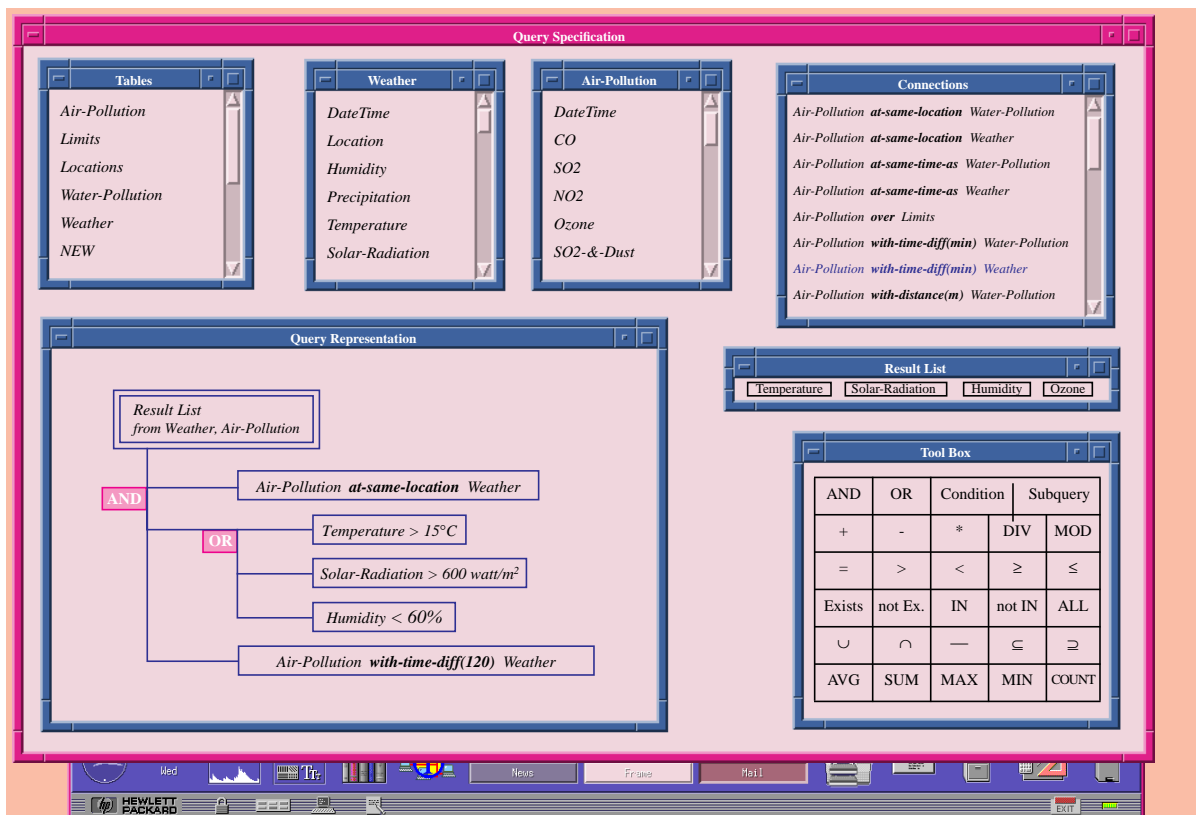 Query Specification
Tables
Air-Pollution
Limits
Locations
Water-Pollution
Weather
NEW
Weather
DateTime
Location
Humidity
Precipitation
Temperature
Solar-Radiation
Air-Pollution
DateTime
CO
SO2
NO2
Ozone
SO2-&-Dust
Connections
Air-Pollution at-same-location Water-Pollution
Air-Pollution at-same-location Weather
Air-Pollution at-same-time-as Water-Pollution
Air-Pollution at-same-time-as Weather
Air-Pollution over Limits
Air-Pollution with-time-diff(min) Water-Pollution
Air-Pollution with-time-diff(min) Weather
Air-Pollution with-distance(m) Water-Pollution
Query Representation
Result List
from Weather, Air-Pollution
AND
Air-Pollution at-same-location Weather
OR
Temperature > 15°C
Solar-Radiation > 600 watt/m²
Humidity < 60%
Air-Pollution with-time-diff(120) Weather
Result List
Temperature Solar-Radiation Humidity Ozone
Tool Box
AND OR Condition Subquery
+ - * DIV MOD
= > < ≥ ≤
Exists not Ex. IN not IN ALL
∪ ∩ — ⊆ ⊇
AVG SUM MAX MIN COUNT
Wed
News
Frame
Mail
hp HEWLETT
PACKARD
EXIT